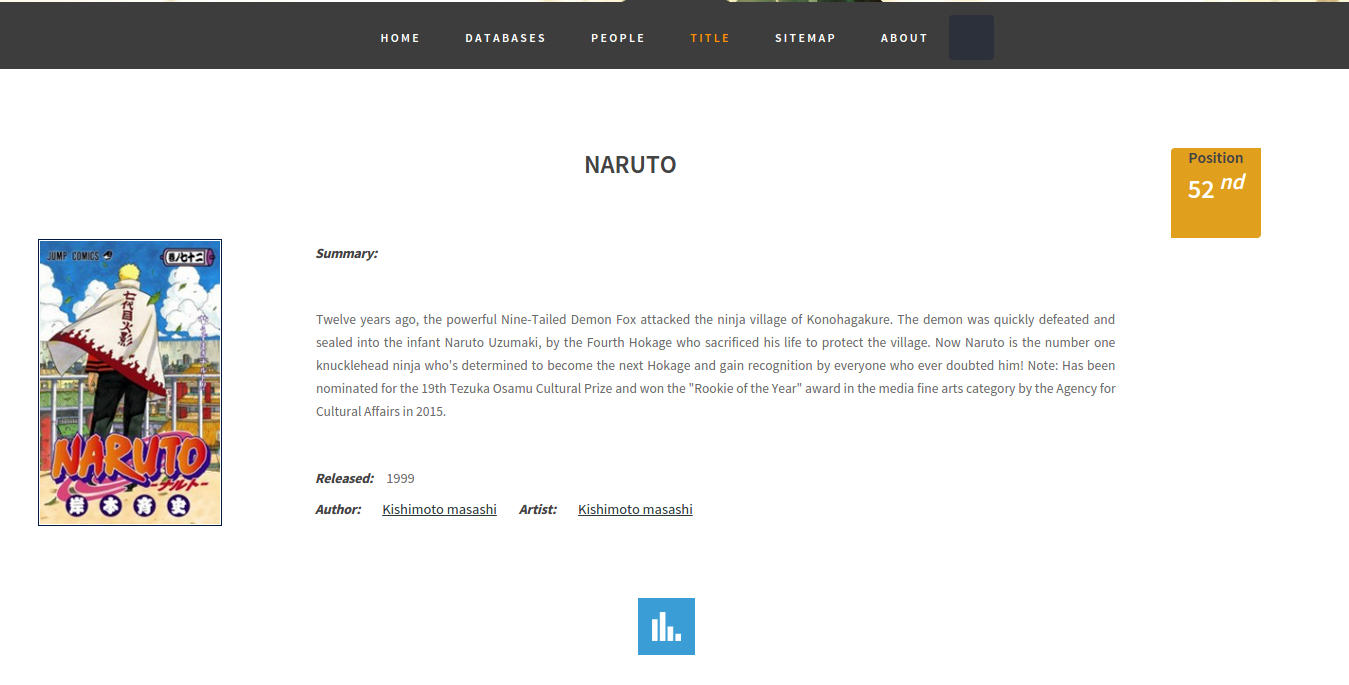 HOME DATABASES PEOPLE TITLE SITEMAP ABOUT
NARUTO
Position
52 nd
JUMP COMICS
巻ノ七十二
七代目火影
NARUTO
ーナルトー
岸本斉史
Summary:
Twelve years ago, the powerful Nine-Tailed Demon Fox attacked the ninja village of Konohagakure. The demon was quickly defeated and
sealed into the infant Naruto Uzumaki, by the Fourth Hokage who sacrificed his life to protect the village. Now Naruto is the number one
knucklehead ninja who's determined to become the next Hokage and gain recognition by everyone who ever doubted him! Note: Has been
nominated for the 19th Tezuka Osamu Cultural Prize and won the "Rookie of the Year" award in the media fine arts category by the Agency for
Cultural Affairs in 2015.
Released: 1999
Author: Kishimoto masashi Artist: Kishimoto masashi